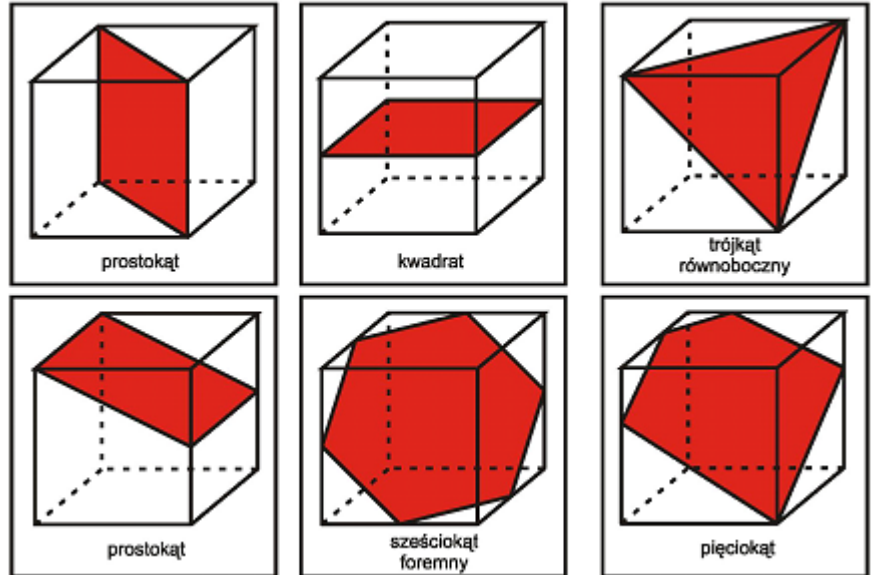 prostokąt
kwadrat
trójkąt
równoboczny
prostokąt
sześciokąt
foremny
pięciokąt